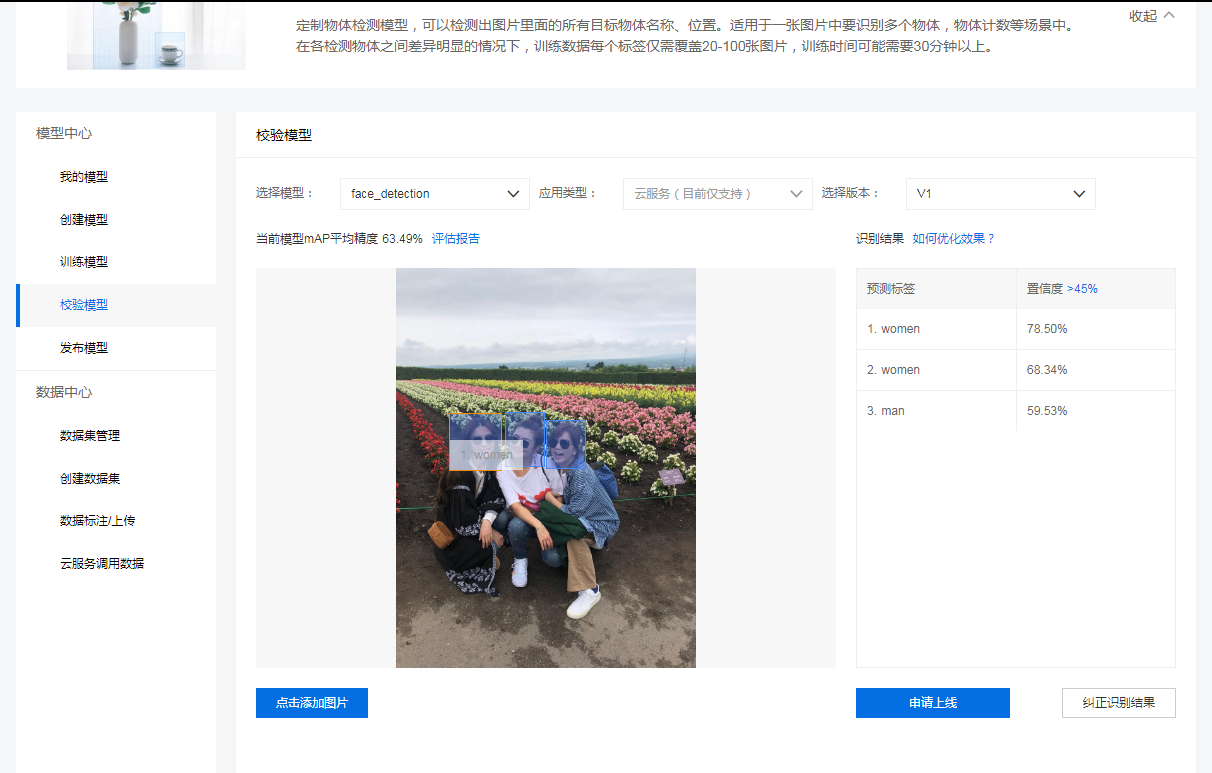 定制物体检测模型，可以检测出图片里面的所有目标物体名称、位置。适用于一张图片中要识别多个物体，物体计数等场景中。
收起
在各检测物体之间差异明显的情况下，训练数据每个标签仅需覆盖20-100张图片，训练时间可能需要30分钟以上。
模型中心
我的模型
创建模型
训练模型
校验模型
发布模型
数据中心
数据集管理
创建数据集
数据标注/上传
云服务调用数据
校验模型
选择模型： face_detection 应用类型： 云服务（目前仅支持） 选择版本： V1
当前模型mAP平均精度 63.49% 评估报告
识别结果 如何优化效果？
预测标签 置信度 >45%
1. women 78.50%
2. women 68.34%
3. man 59.53%
1. women
点击添加图片
申请上线
纠正识别结果